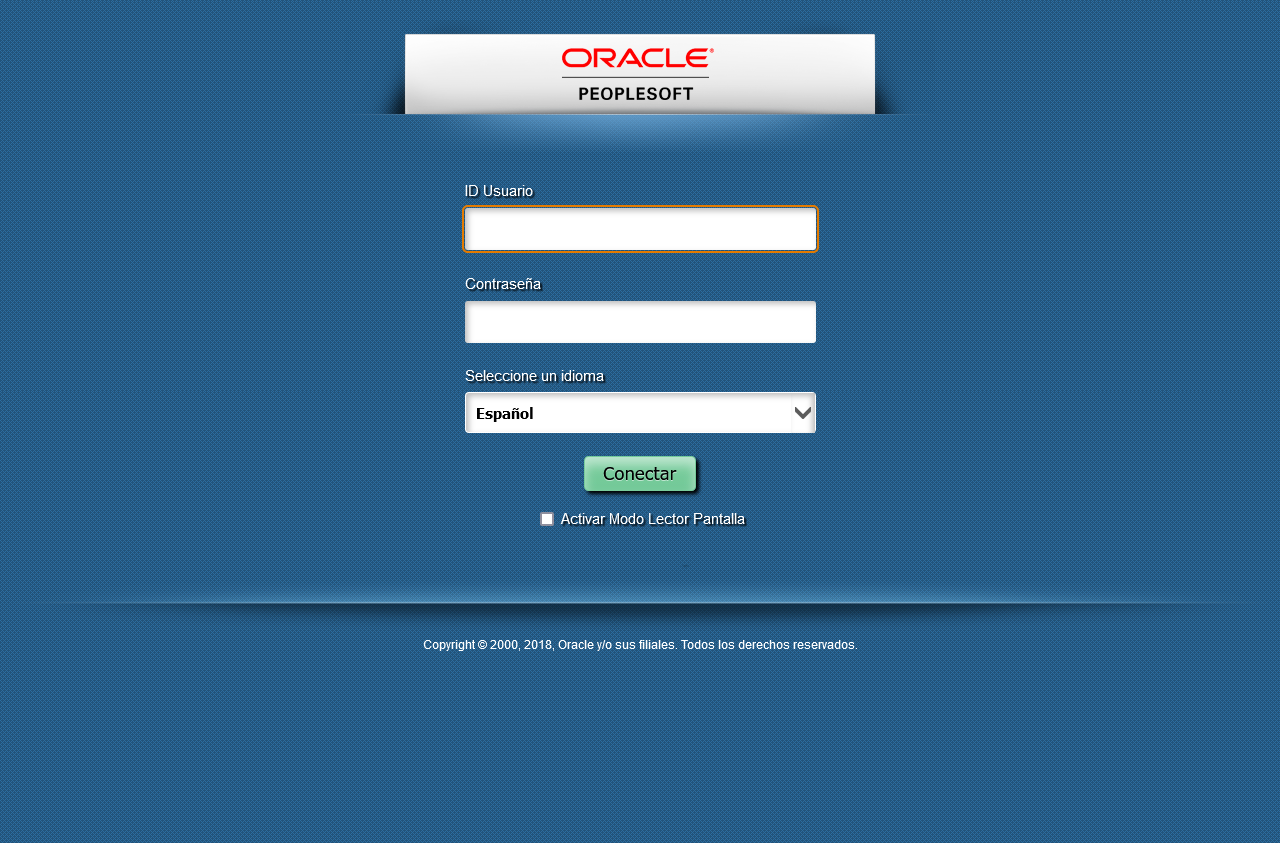 ORACLE®
PEOPLESOFT
ID Usuario
Contraseña
Seleccione un idioma
Español
Conectar
Activar Modo Lector Pantalla
Copyright © 2000, 2018, Oracle y/o sus filiales. Todos los derechos reservados.